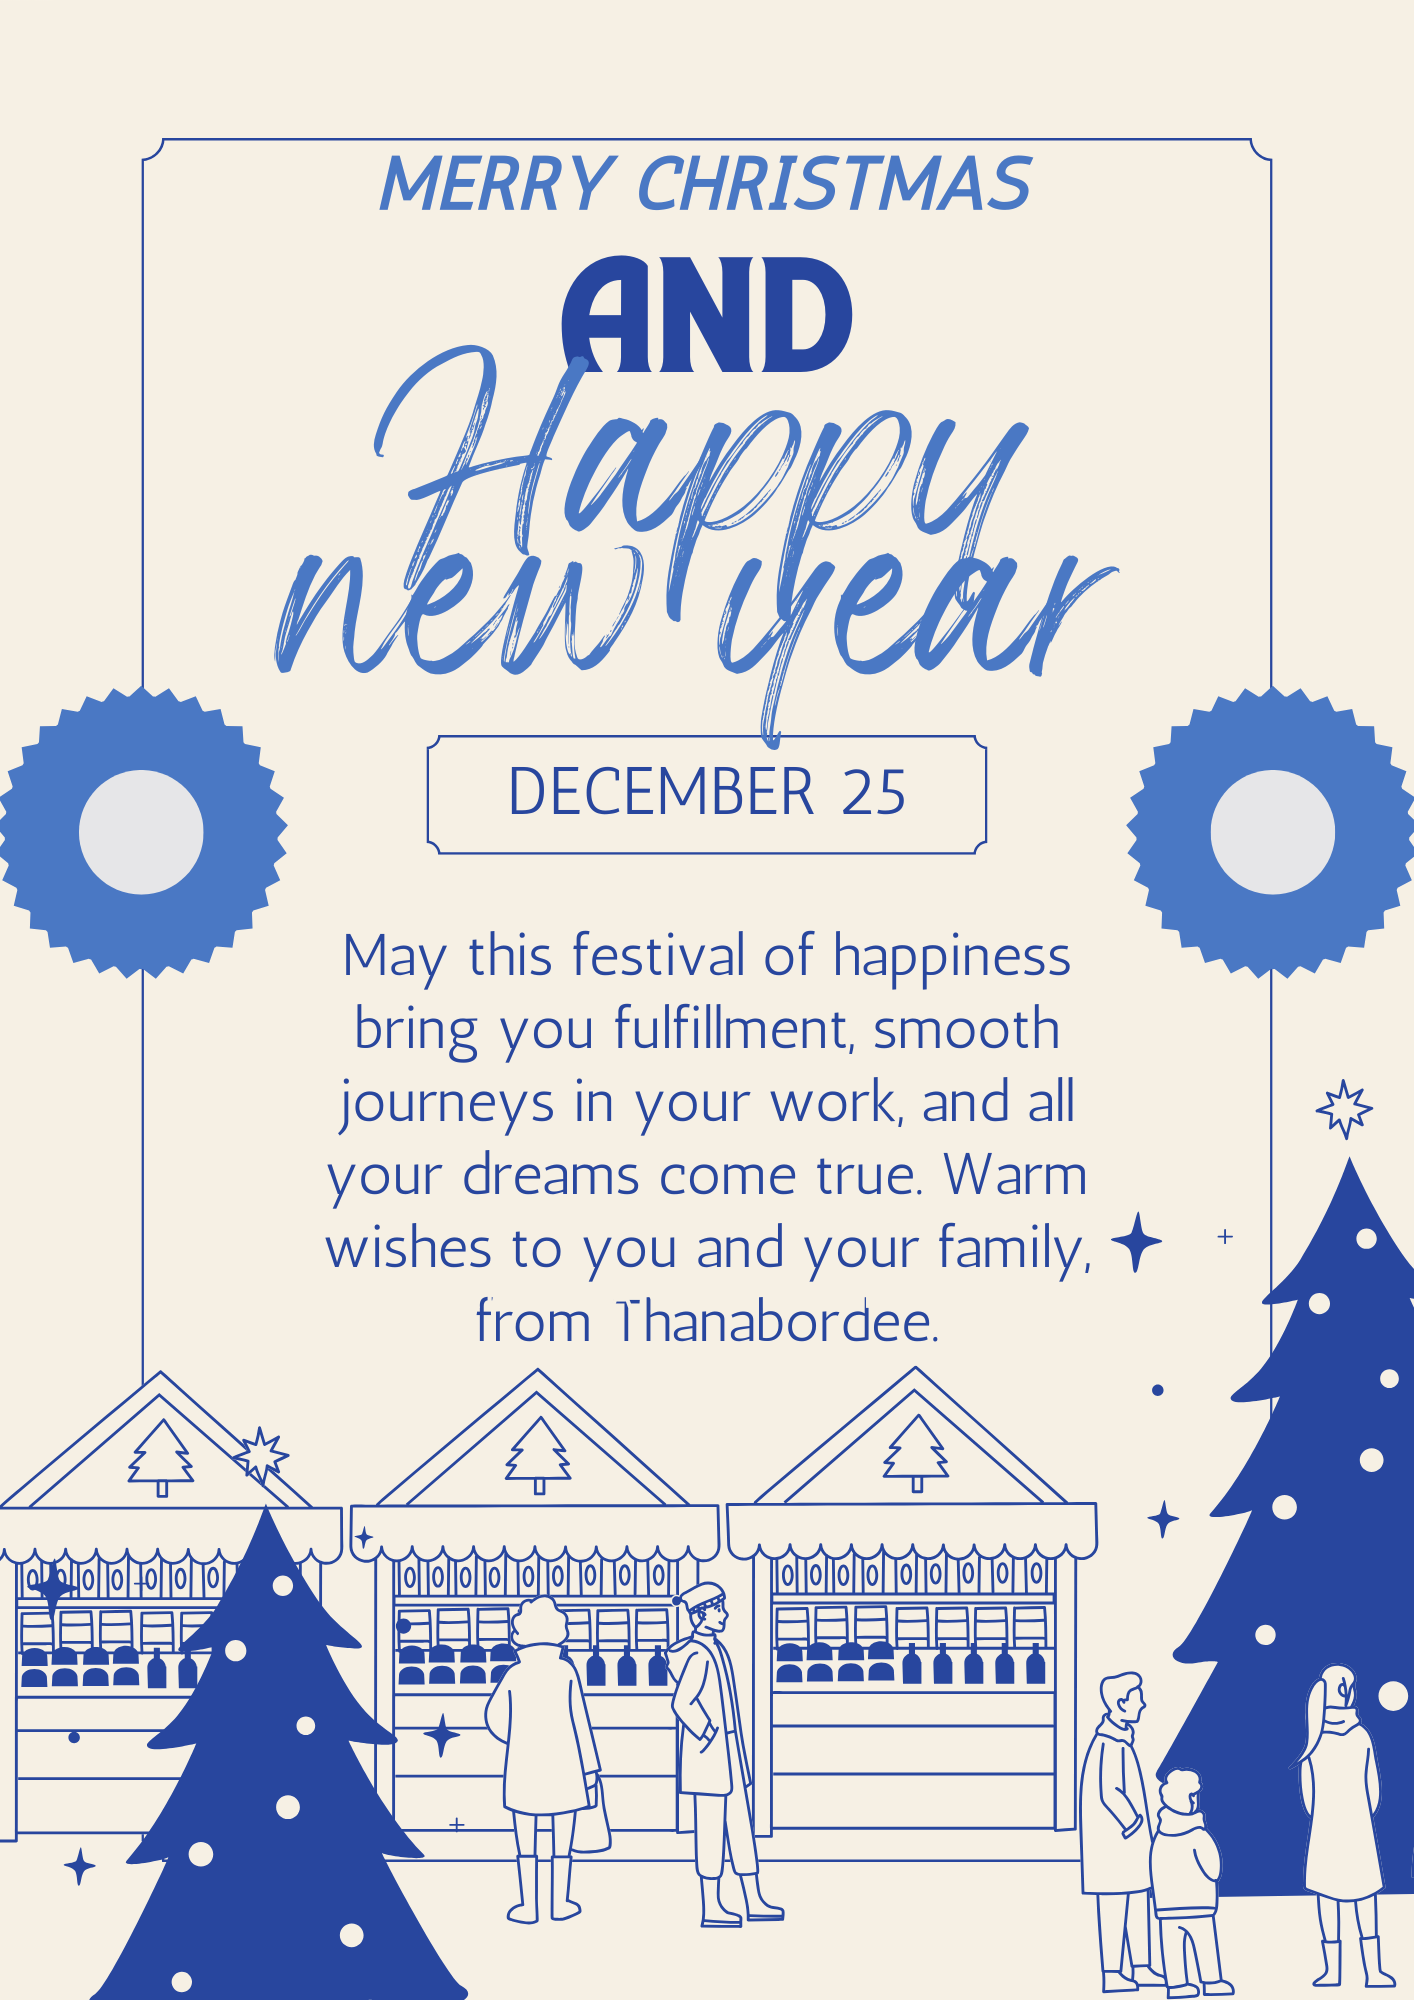 MERRY CHRISTMAS
AND
Happy
new year
DECEMBER 25
May this festival of happiness
bring you fulfillment, smooth
journeys in your work, and all
your dreams come true. Warm
wishes to you and your family,
from Thanabordee.